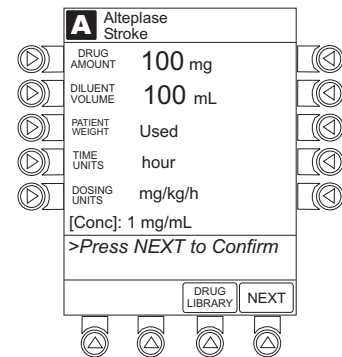 A Alteplase
Stroke
DRUG
AMOUNT 100 mg
DILUENT
VOLUME 100 mL
PATIENT
WEIGHT Used
TIME
UNITS hour
DOSING
UNITS mg/kg/h
[Conc]: 1 mg/mL
>Press NEXT to Confirm
DRUG
LIBRARY NEXT